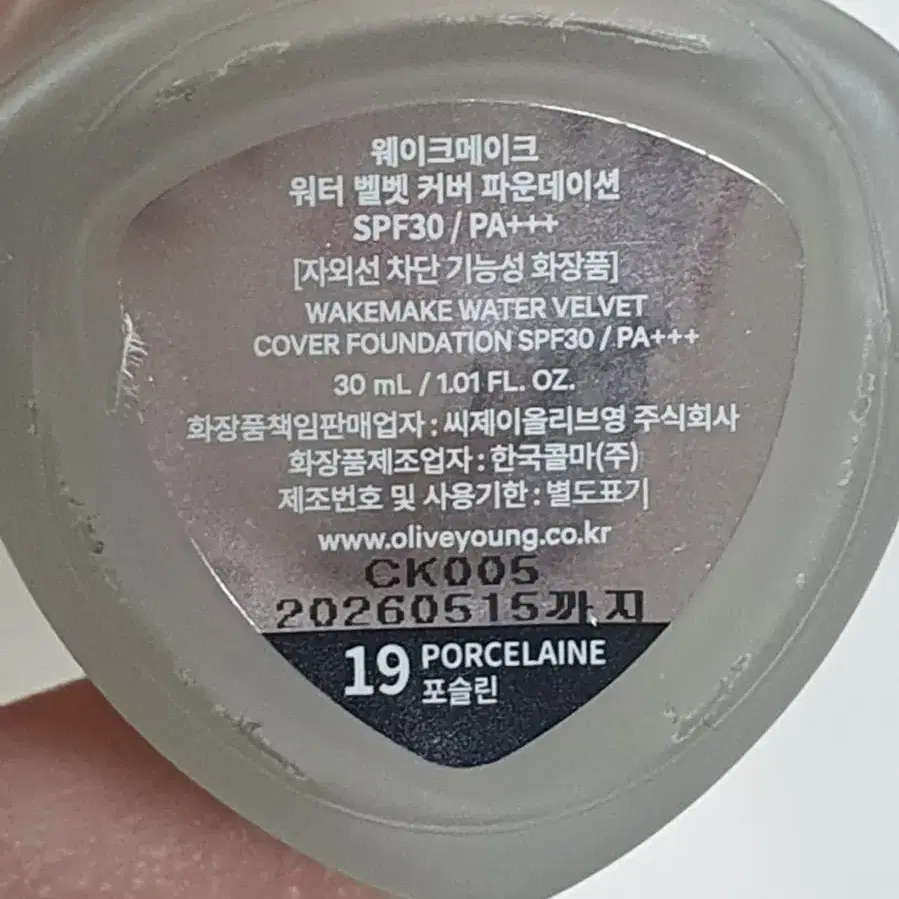 웨이크메이크
워터 벨벳 커버 파운데이션
SPF30 / PA+++
[자외선 차단 기능성 화장품]
WAKEMAKE WATER VELVET
COVER FOUNDATION SPF30 / PA+++
30 mL / 1.01 FL. OZ.
화장품책임판매업자 : 씨제이올리브영 주식회사
화장품제조업자 : 한국콜마(주)
제조번호 및 사용기한 : 별도표기
www.oliveyoung.co.kr
CK005
20260515까지
19 PORCELAINE
포슬린